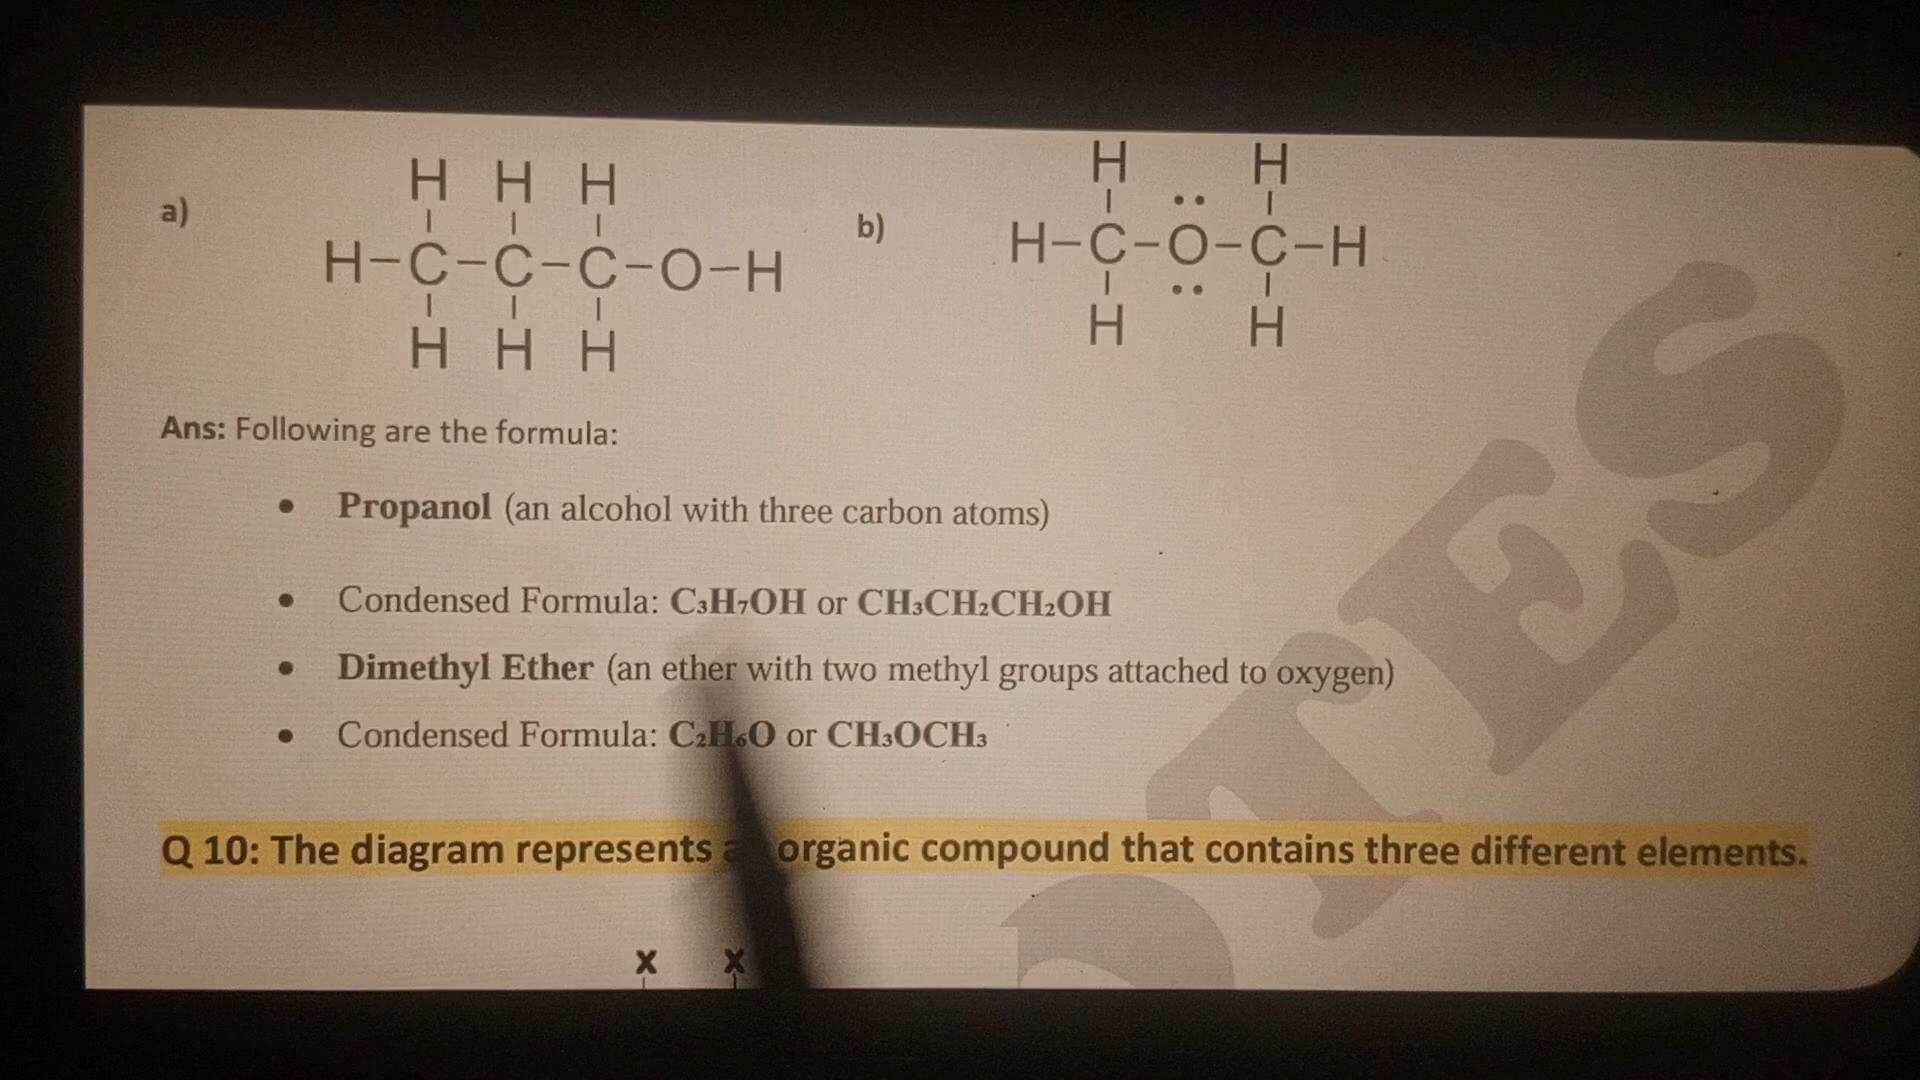 a)
H H H
H-C-C-C-O-H
H H H
b)
H H
H-C-O-C-H
H H
Ans: Following are the formula:
• Propanol (an alcohol with three carbon atoms)
• Condensed Formula: C₃H₇OH or CH₃CH₂CH₂OH
• Dimethyl Ether (an ether with two methyl groups attached to oxygen)
• Condensed Formula: C₂H₆O or CH₃OCH₃
Q 10: The diagram represents organic compound that contains three different elements.
X X